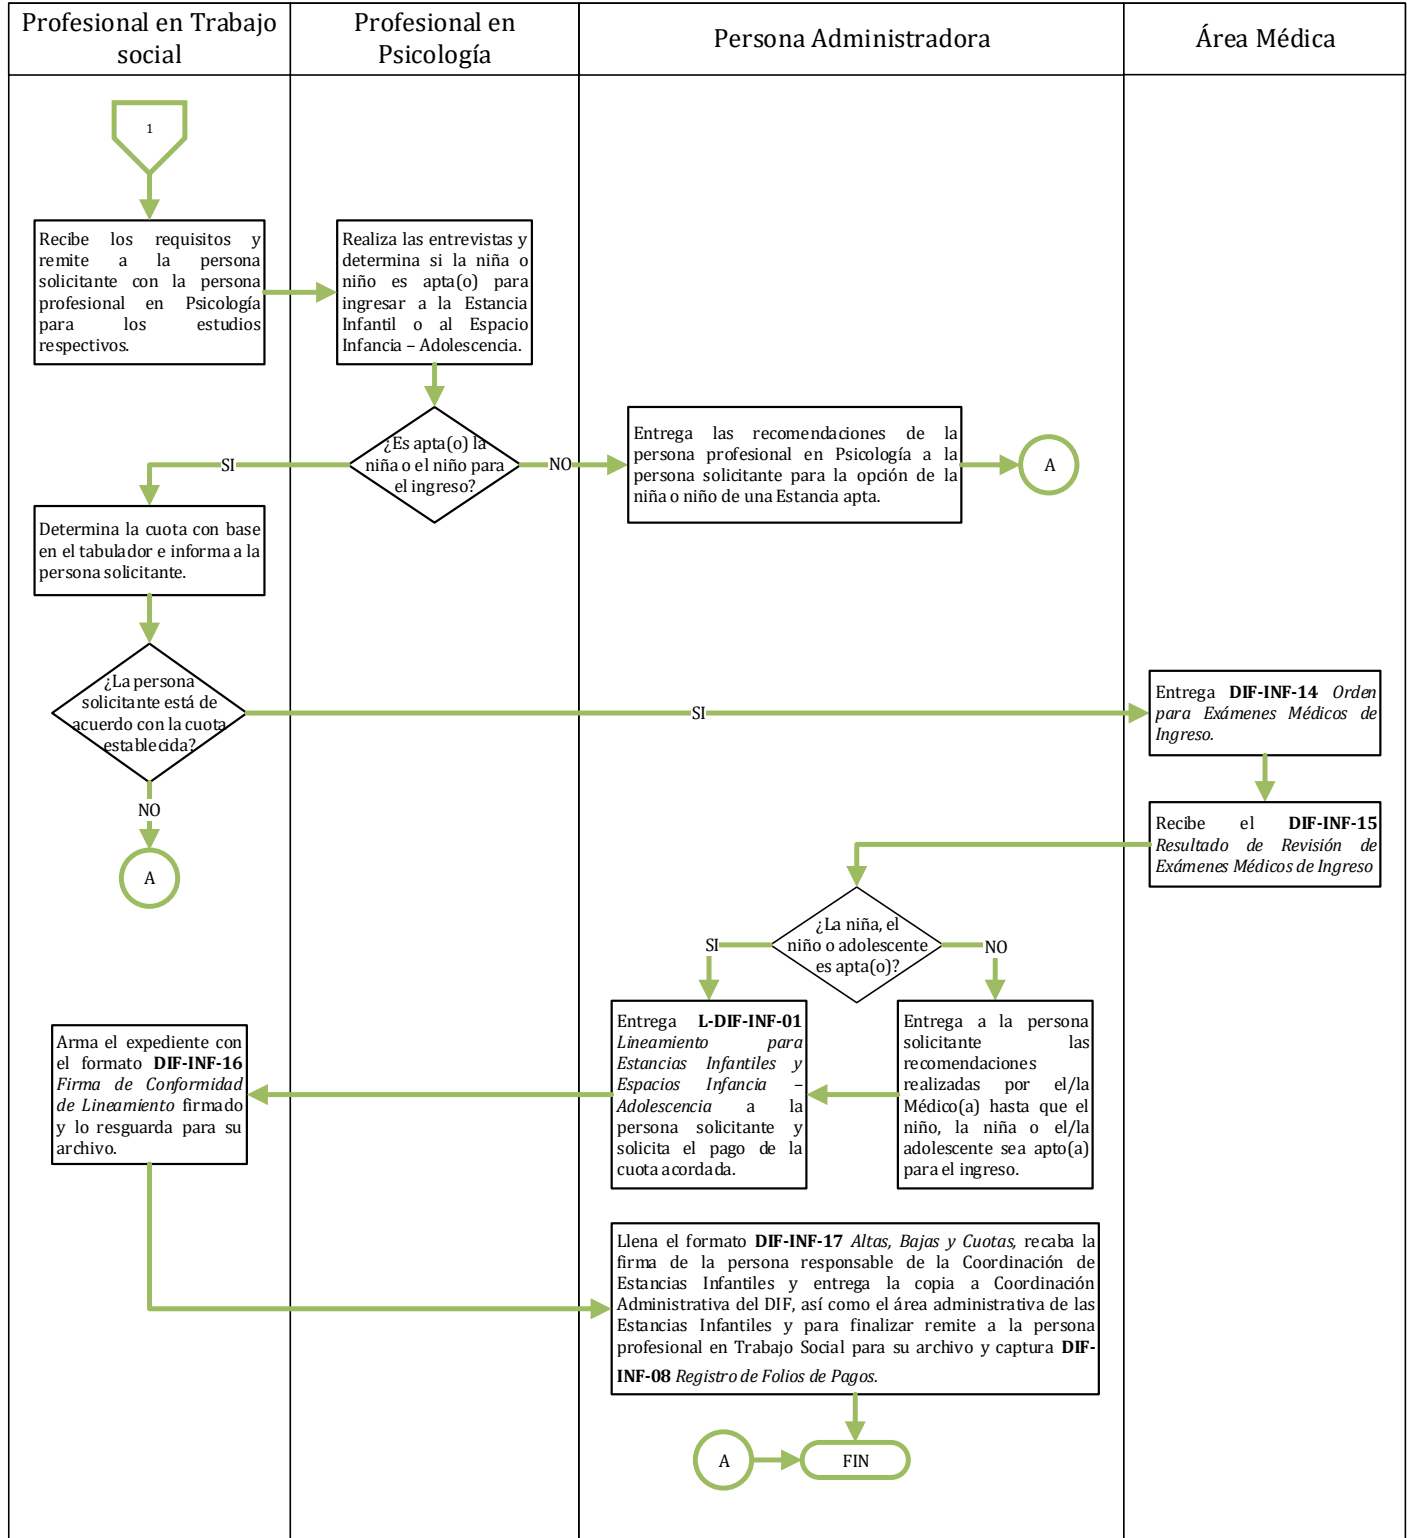 Profesional en Trabajo
social
Profesional en
Psicología
Persona Administradora
Área Médica
1
Recibe los requisitos y
remite a la persona
solicitante con la persona
profesional en Psicología
para los estudios
respectivos.
Realiza las entrevistas y
determina si la niña o
niño es apta(o) para
ingresar a la Estancia
Infantil o al Espacio
Infancia – Adolescencia.
¿Es apta(o) la
niña o el niño para
el ingreso?
SI
NO
Entrega las recomendaciones de la
persona profesional en Psicología a la
persona solicitante para la opción de la
niña o niño de una Estancia apta.
A
Determina la cuota con base
en el tabulador e informa a la
persona solicitante.
¿La persona
solicitante está de
acuerdo con la cuota
establecida?
SI
NO
A
Entrega DIF-INF-14 Orden
para Exámenes Médicos de
Ingreso.
Recibe el DIF-INF-15
Resultado de Revisión de
Exámenes Médicos de Ingreso
¿La niña, el
niño o adolescente
es apta(o)?
SI
NO
Entrega L-DIF-INF-01
Lineamiento para
Estancias Infantiles y
Espacios Infancia –
Adolescencia a la
persona solicitante y
solicita el pago de la
cuota acordada.
Entrega a la persona
solicitante las
recomendaciones
realizadas por el/la
Médico(a) hasta que el
niño, la niña o el/la
adolescente sea apto(a)
para el ingreso.
Arma el expediente con
el formato DIF-INF-16
Firma de Conformidad
de Lineamiento firmado
y lo resguarda para su
archivo.
Llena el formato DIF-INF-17 Altas, Bajas y Cuotas, recaba la
firma de la persona responsable de la Coordinación de
Estancias Infantiles y entrega la copia a Coordinación
Administrativa del DIF, así como el área administrativa de las
Estancias Infantiles y para finalizar remite a la persona
profesional en Trabajo Social para su archivo y captura DIF-
INF-08 Registro de Folios de Pagos.
A
FIN